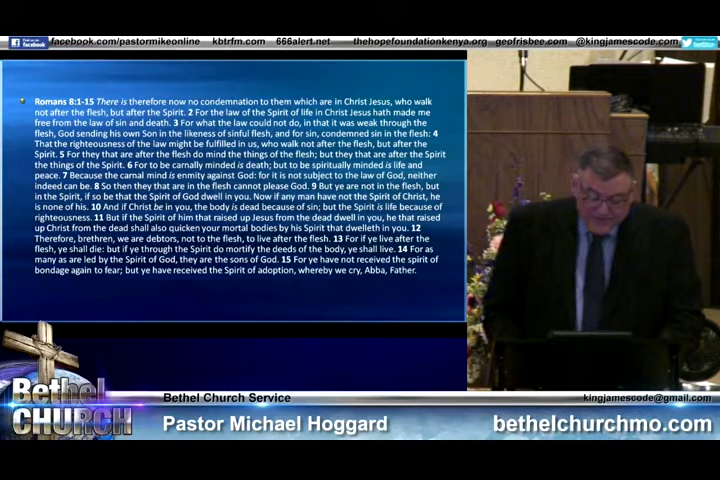 Find us on facebook facebook.com/pastormikeonline kbtrfm.com 666alert.net thehopefoundationkenya.org geofrisbee.com @kingjamescode twitter
Romans 8:1-15 There is therefore now no condemnation to them which are in Christ Jesus, who walk
not after the flesh, but after the Spirit. 2 For the law of the Spirit of life in Christ Jesus hath made me
free from the law of sin and death. 3 For what the law could not do, in that it was weak through the
flesh, God sending his own Son in the likeness of sinful flesh, and for sin, condemned sin in the flesh: 4
That the righteousness of the law might be fulfilled in us, who walk not after the flesh, but after the
Spirit. 5 For they that are after the flesh do mind the things of the flesh; but they that are after the Spirit
the things of the Spirit. 6 For to be carnally minded is death; but to be spiritually minded is life and
peace. 7 Because the carnal mind is enmity against God: for it is not subject to the law of God, neither
indeed can be. 8 So then they that are in the flesh cannot please God. 9 But ye are not in the flesh, but
in the Spirit, if so be that the Spirit of God dwell in you. Now if any man have not the Spirit of Christ, he
is none of his. 10 And if Christ be in you, the body is dead because of sin; but the Spirit is life because of
righteousness. 11 But if the Spirit of him that raised up Jesus from the dead dwell in you, he that raised
up Christ from the dead shall also quicken your mortal bodies by his Spirit that dwelleth in you. 12
Therefore, brethren, we are debtors, not to the flesh, to live after the flesh. 13 For if ye live after the
flesh, ye shall die: but if ye through the Spirit do mortify the deeds of the body, ye shall live. 14 For as
many as are led by the Spirit of God, they are the sons of God. 15 For ye have not received the spirit of
bondage again to fear; but ye have received the Spirit of adoption, whereby we cry, Abba, Father.
Bethel
CHURCH
Bethel Church Service kingjamescode@gmail.com
Pastor Michael Hoggard bethelchurchmo.com